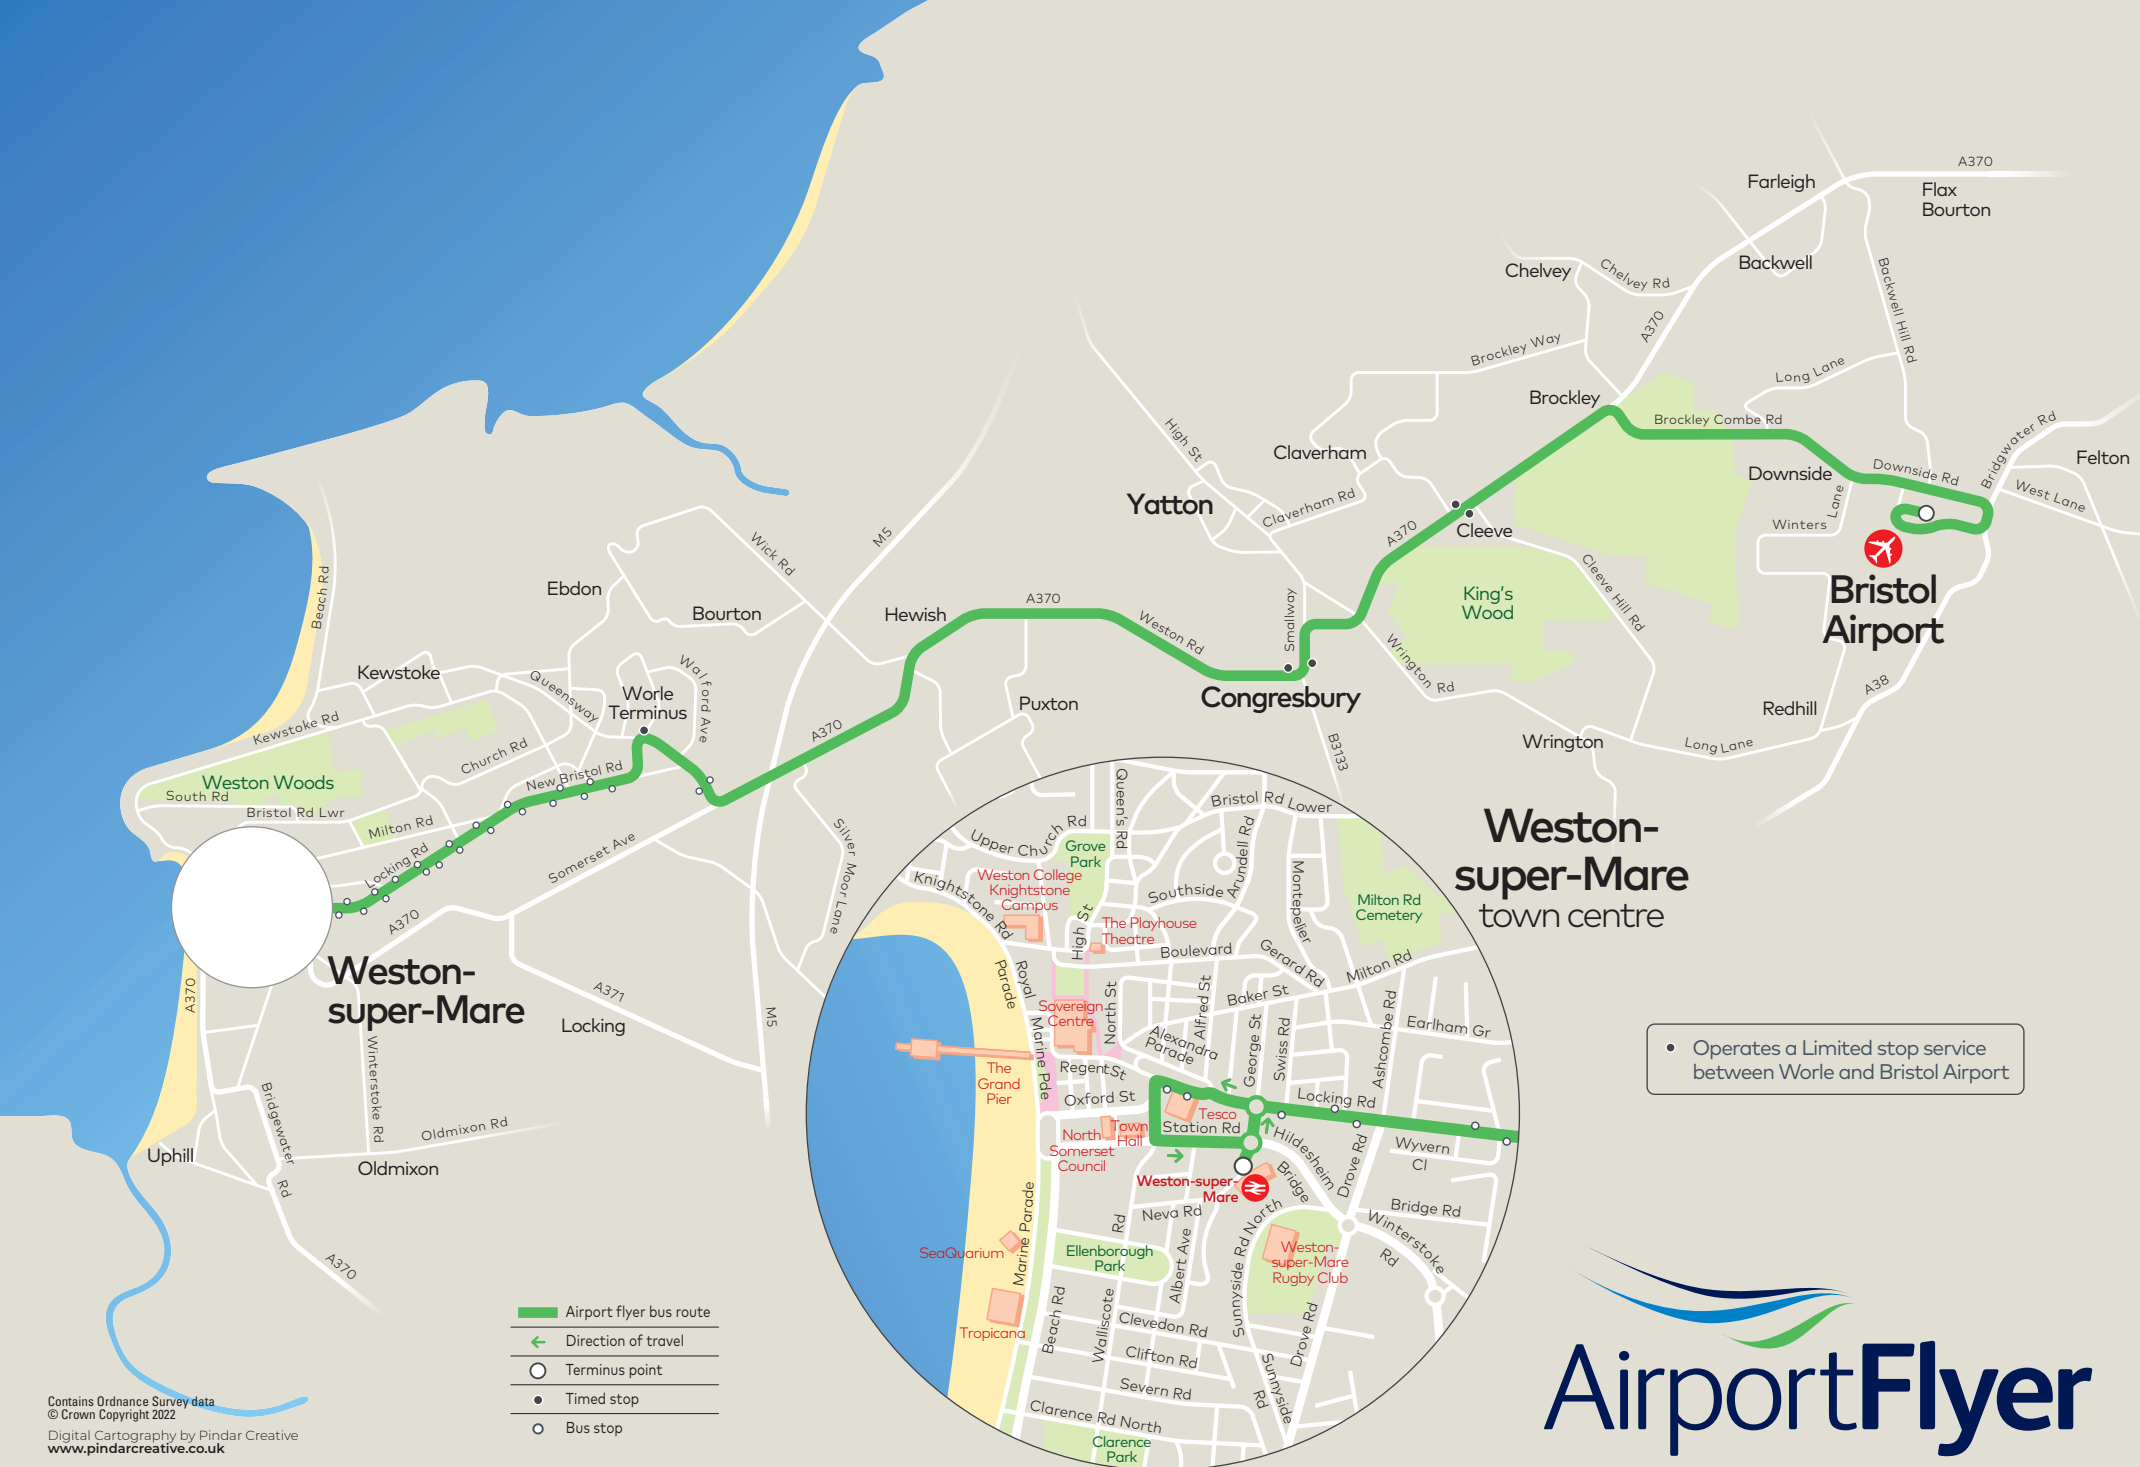 A370
Farleigh
Flax
Bourton
Backwell
Chelvey
Chelvey Rd
Backwell Hill Rd
A370
Brockley Way
Long Lane
Brockley
Brockley Combe Rd
Bridgwater Rd
High St
Claverham
Felton
Downside
Downside Rd
West Lane
Yatton
Claverham Rd
A370
Cleeve
Winters
Lane
M5
Wick Rd
Cleeve Hill Rd
Bristol
Airport
King's
Wood
Beach Rd
Ebdon
Bourton
Hewish
A370
Weston Rd
Smallway
Wrington
Rd
Kewstoke
Queensway
Walford Ave
Worle
Terminus
Puxton
Congresbury
A38
Redhill
Kewstoke Rd
Church Rd
A370
B3133
Wrington
Long Lane
Weston Woods
South Rd
Bristol Rd Lwr
New Bristol Rd
Milton Rd
Locking Rd
Somerset Ave
Silver Moor Lane
A370
Weston-
super-Mare
A370
A371
Locking
M5
Winterstoke Rd
Bridgewater
Rd
Oldmixon Rd
Oldmixon
Uphill
A370
Weston-
super-Mare
town centre
Queen's Rd
Bristol Rd Lower
Upper Church Rd
Grove
Park
Arundell Rd
Weston College
Knightstone
Campus
Knightstone Rd
Southside
Montepelier
Milton Rd
Cemetery
High St
The Playhouse
Theatre
Boulevard
Gerard Rd
Milton Rd
Royal
Parade
Sovereign
Centre
North St
Alfred St
Baker St
Alexandra
Parade
George St
Swiss Rd
Ashcombe Rd
Earlham Gr
Marine Pde
The
Grand
Pier
Regent St
Oxford St
Locking Rd
Tesco
Station Rd
Town
Hall
North
Somerset
Council
Hildesheim
Bridge
Drove Rd
Wyvern
Cl
Weston-super-
Mare
Neva Rd
Bridge Rd
Winterstoke
Rd
Marine Parade
SeaQuarium
Rd
Ellenborough
Park
Albert Ave
Sunnyside Rd North
Weston-
super-Mare
Rugby Club
Tropicana
Beach Rd
Walliscote
Clevedon Rd
Drove Rd
Clifton Rd
Severn Rd
Sunnyside
Rd
Clarence Rd North
Clarence
Park
Operates a Limited stop service
between Worle and Bristol Airport
Airport flyer bus route
Direction of travel
Terminus point
Timed stop
Bus stop
Contains Ordnance Survey data
© Crown Copyright 2022
Digital Cartography by Pindar Creative
www.pindarcreative.co.uk
AirportFlyer